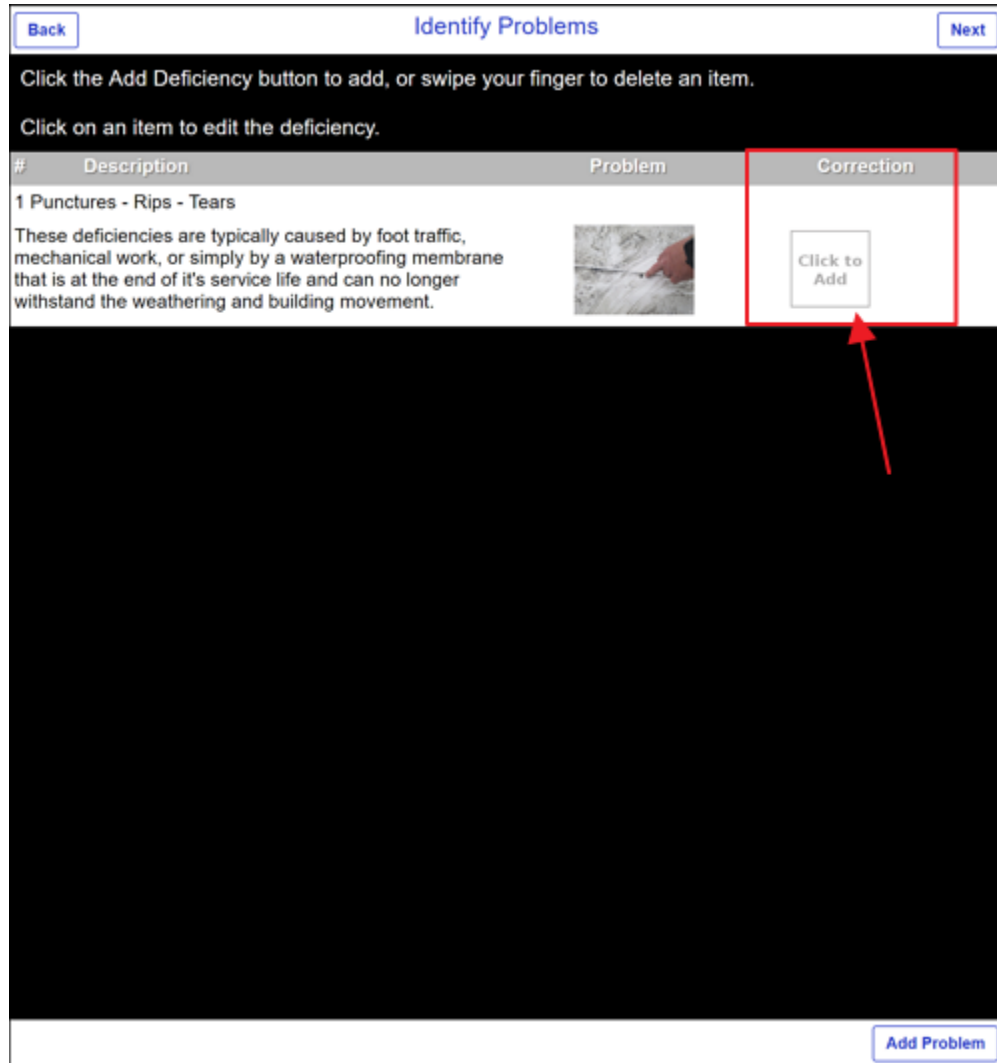 Back
Identify Problems
Next
Click the Add Deficiency button to add, or swipe your finger to delete an item.
Click on an item to edit the deficiency.
# Description Problem Correction
1 Punctures - Rips - Tears
These deficiencies are typically caused by foot traffic,
mechanical work, or simply by a waterproofing membrane
that is at the end of it's service life and can no longer
withstand the weathering and building movement.
Click to
Add
Add Problem